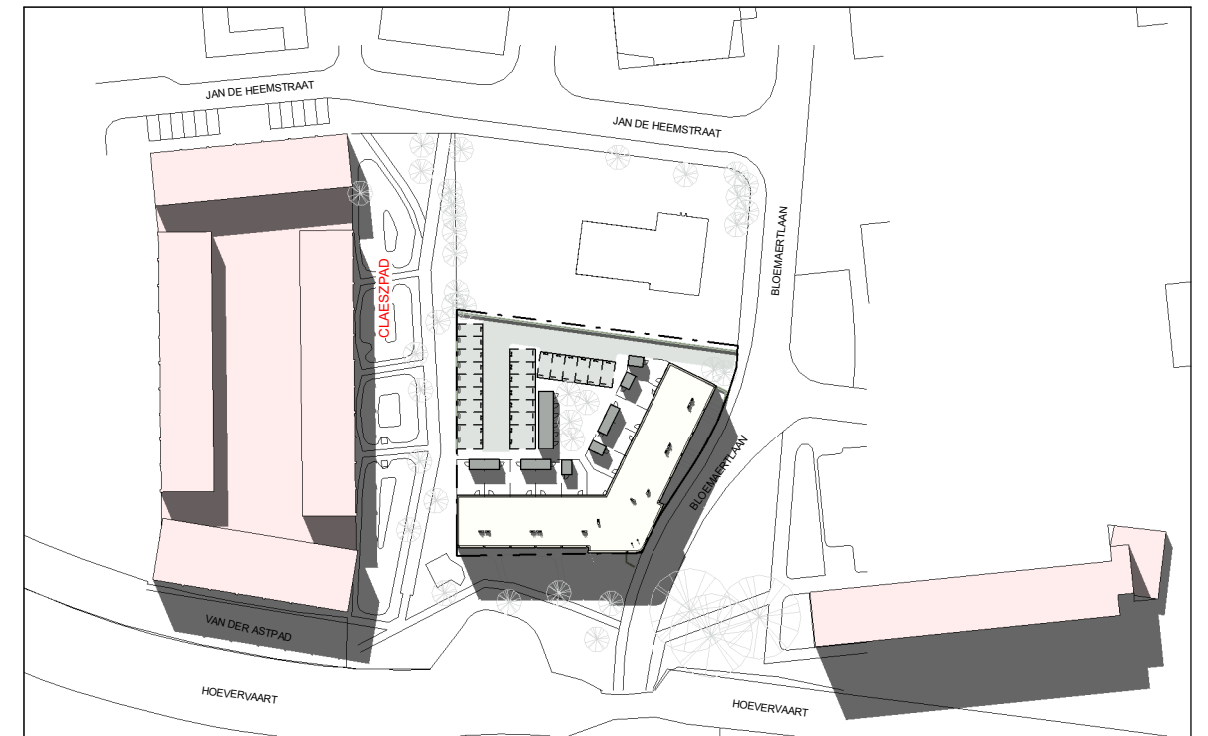 JAN DE HEEMSTRAAT
JAN DE HEEMSTRAAT
BLOEMAERTLAAN
CLAESZPAD
BLOEMAERTLAAN
VAN DER ASTPAD
HOEVERVAART
HOEVERVAART